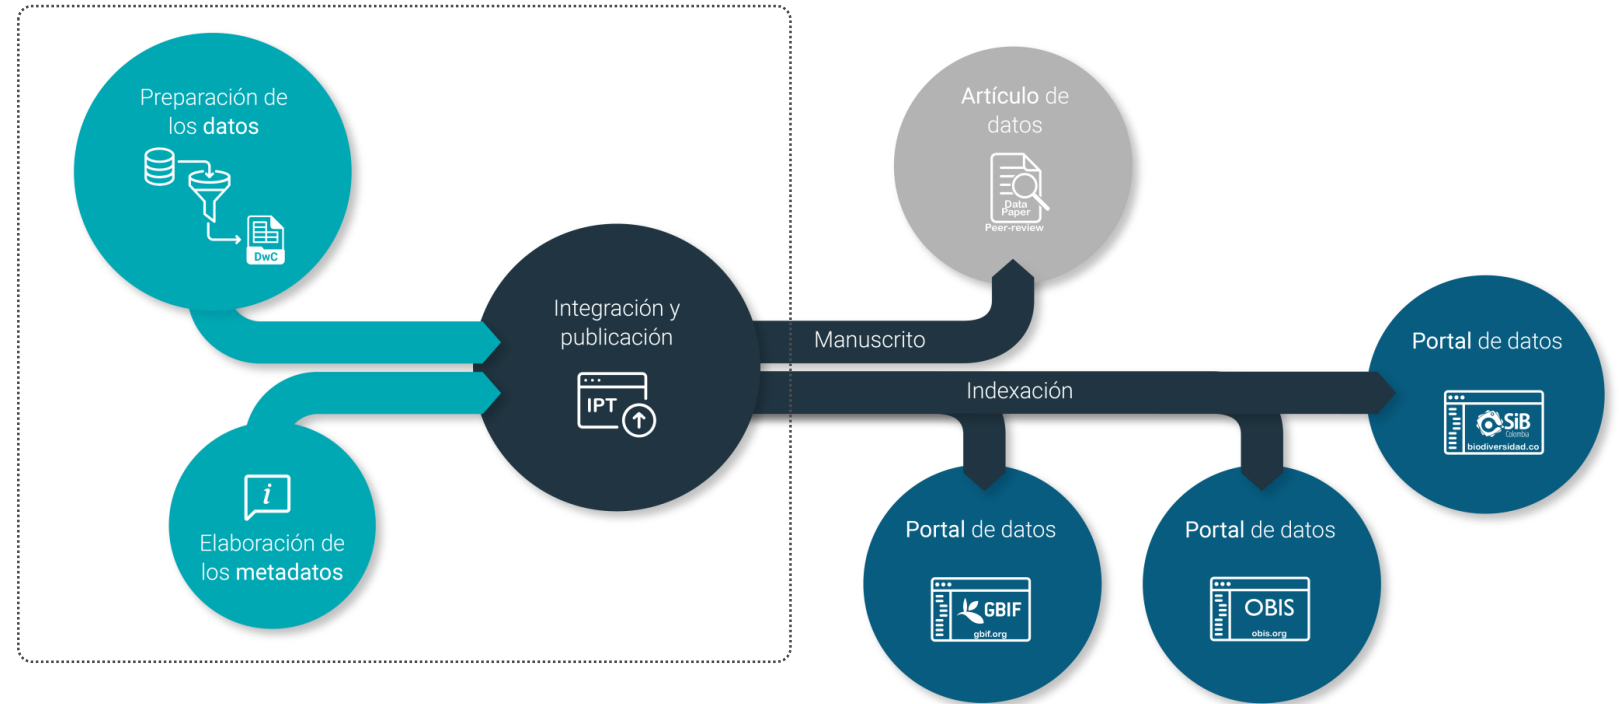 Preparación de
los datos
DwC
Elaboración de
los metadatos
i
Integración y
publicación
IPT
Manuscrito
Indexación
Artículo de
datos
Data
Paper
Peer-review
Portal de datos
GBIF
gbif.org
Portal de datos
OBIS
obis.org
Portal de datos
SiB
Colombia
biodiversidad.co